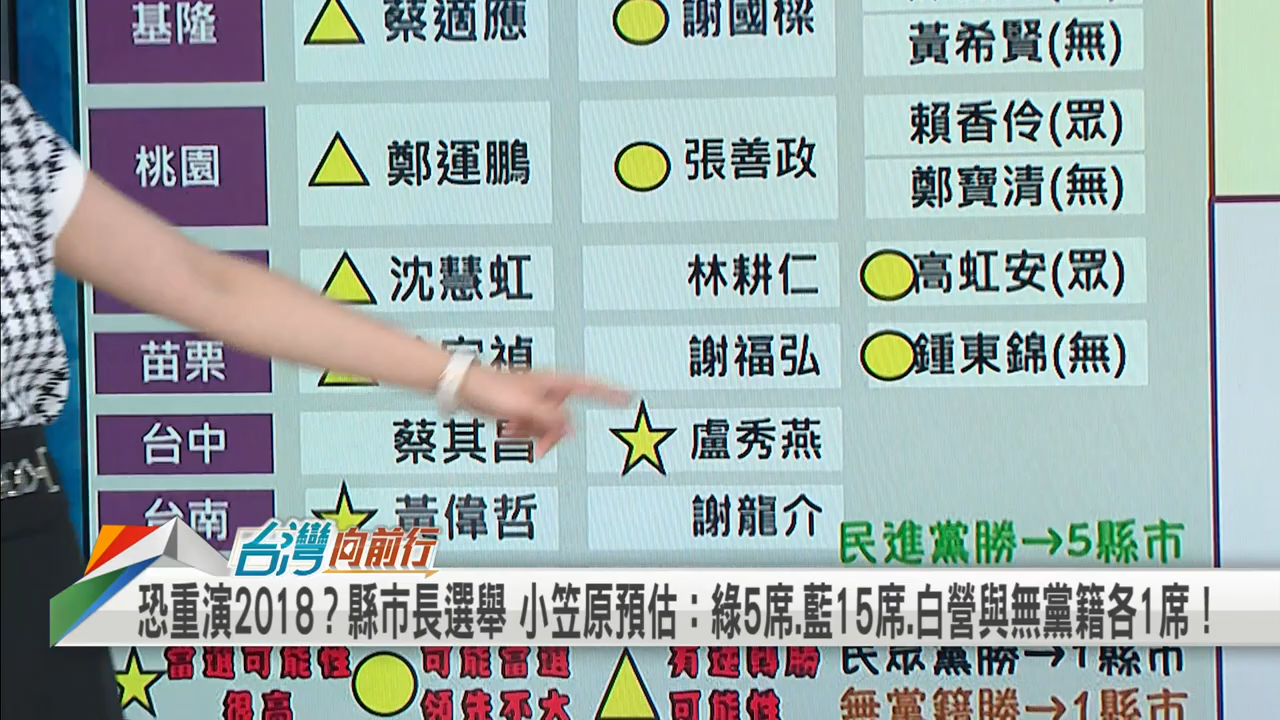 基隆 蔡適應 謝國樑
黃希賢(無)
桃園 鄭運鵬 張善政 賴香伶(眾)
鄭寶清(無)
沈慧虹 林耕仁 高虹安(眾)
苗栗 謝福弘 鍾東錦(無)
台中 蔡其昌 盧秀燕
台南 黃偉哲 謝龍介
民進黨勝→5縣市
台灣向前行
恐重演2018？縣市長選舉 小笠原預估：綠5席.藍15席.白營與無黨籍各1席！
當選可能性 可能當選 有逆轉勝 民眾黨勝→1縣市
很高 領先不大 可能性 無黨籍勝→1縣市